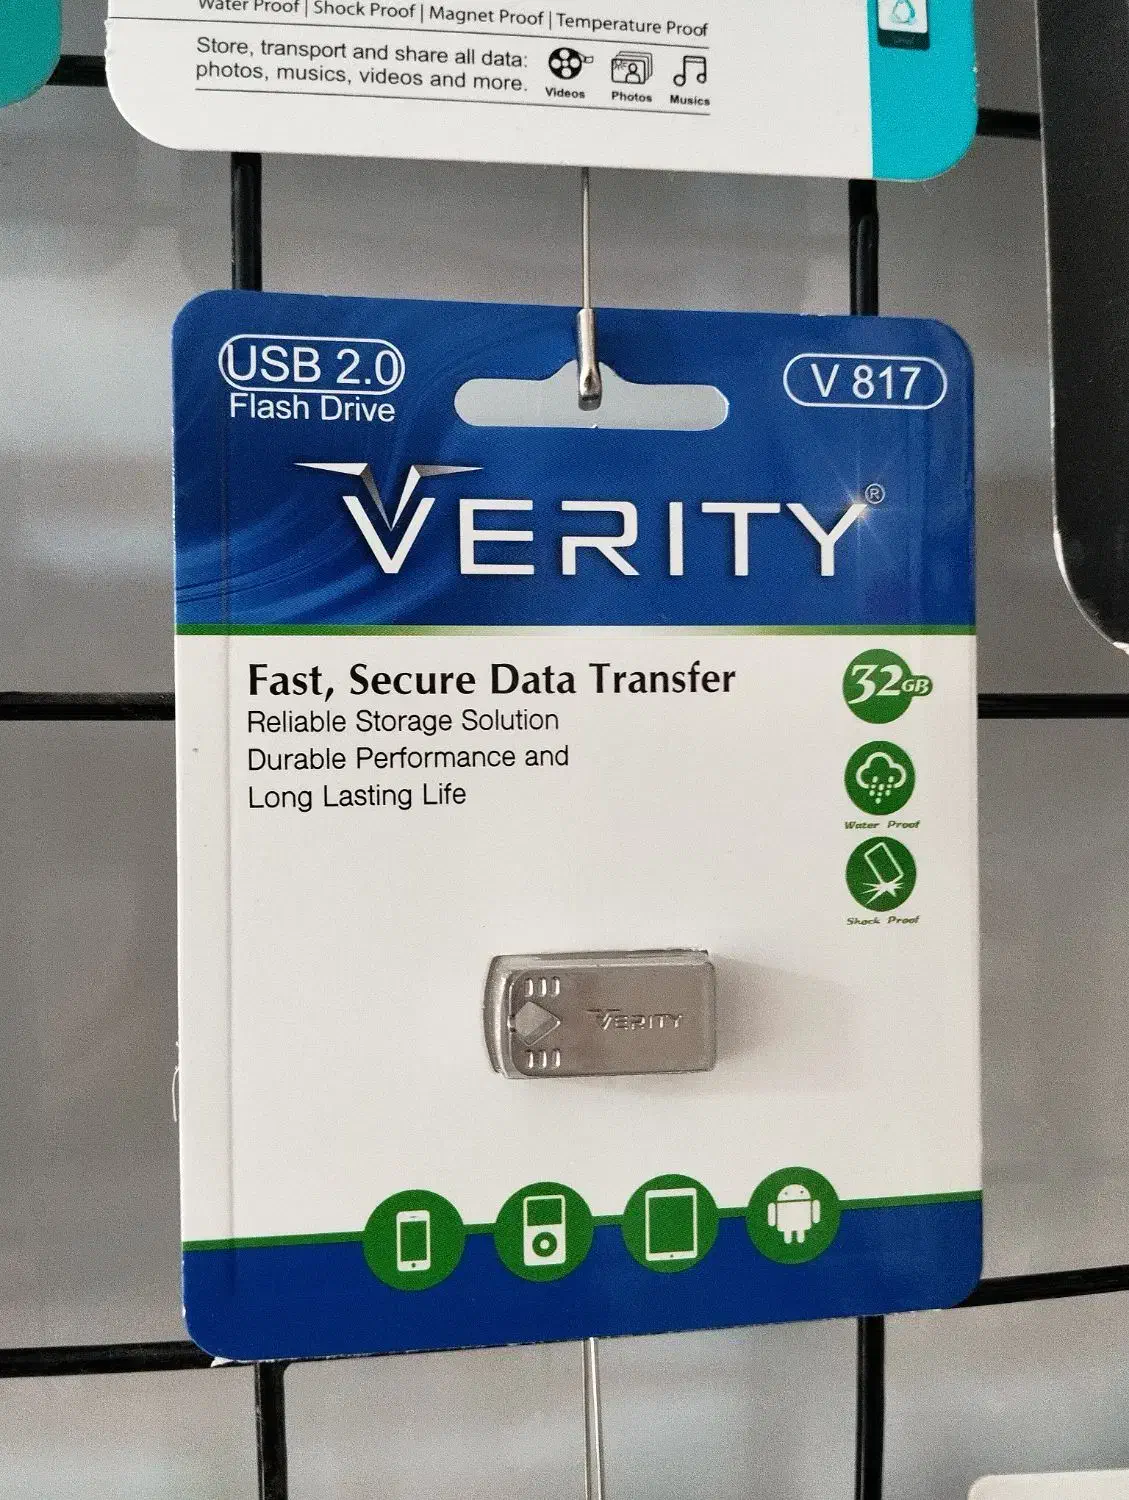 Water Proof | Shock Proof | Magnet Proof | Temperature Proof
Store, transport and share all data:
photos, musics, videos and more.
Videos Photos Musics
USB 2.0
Flash Drive
V 817
VERITY®
Fast, Secure Data Transfer
Reliable Storage Solution
Durable Performance and
Long Lasting Life
32GB
Water Proof
Shock Proof
VERITY